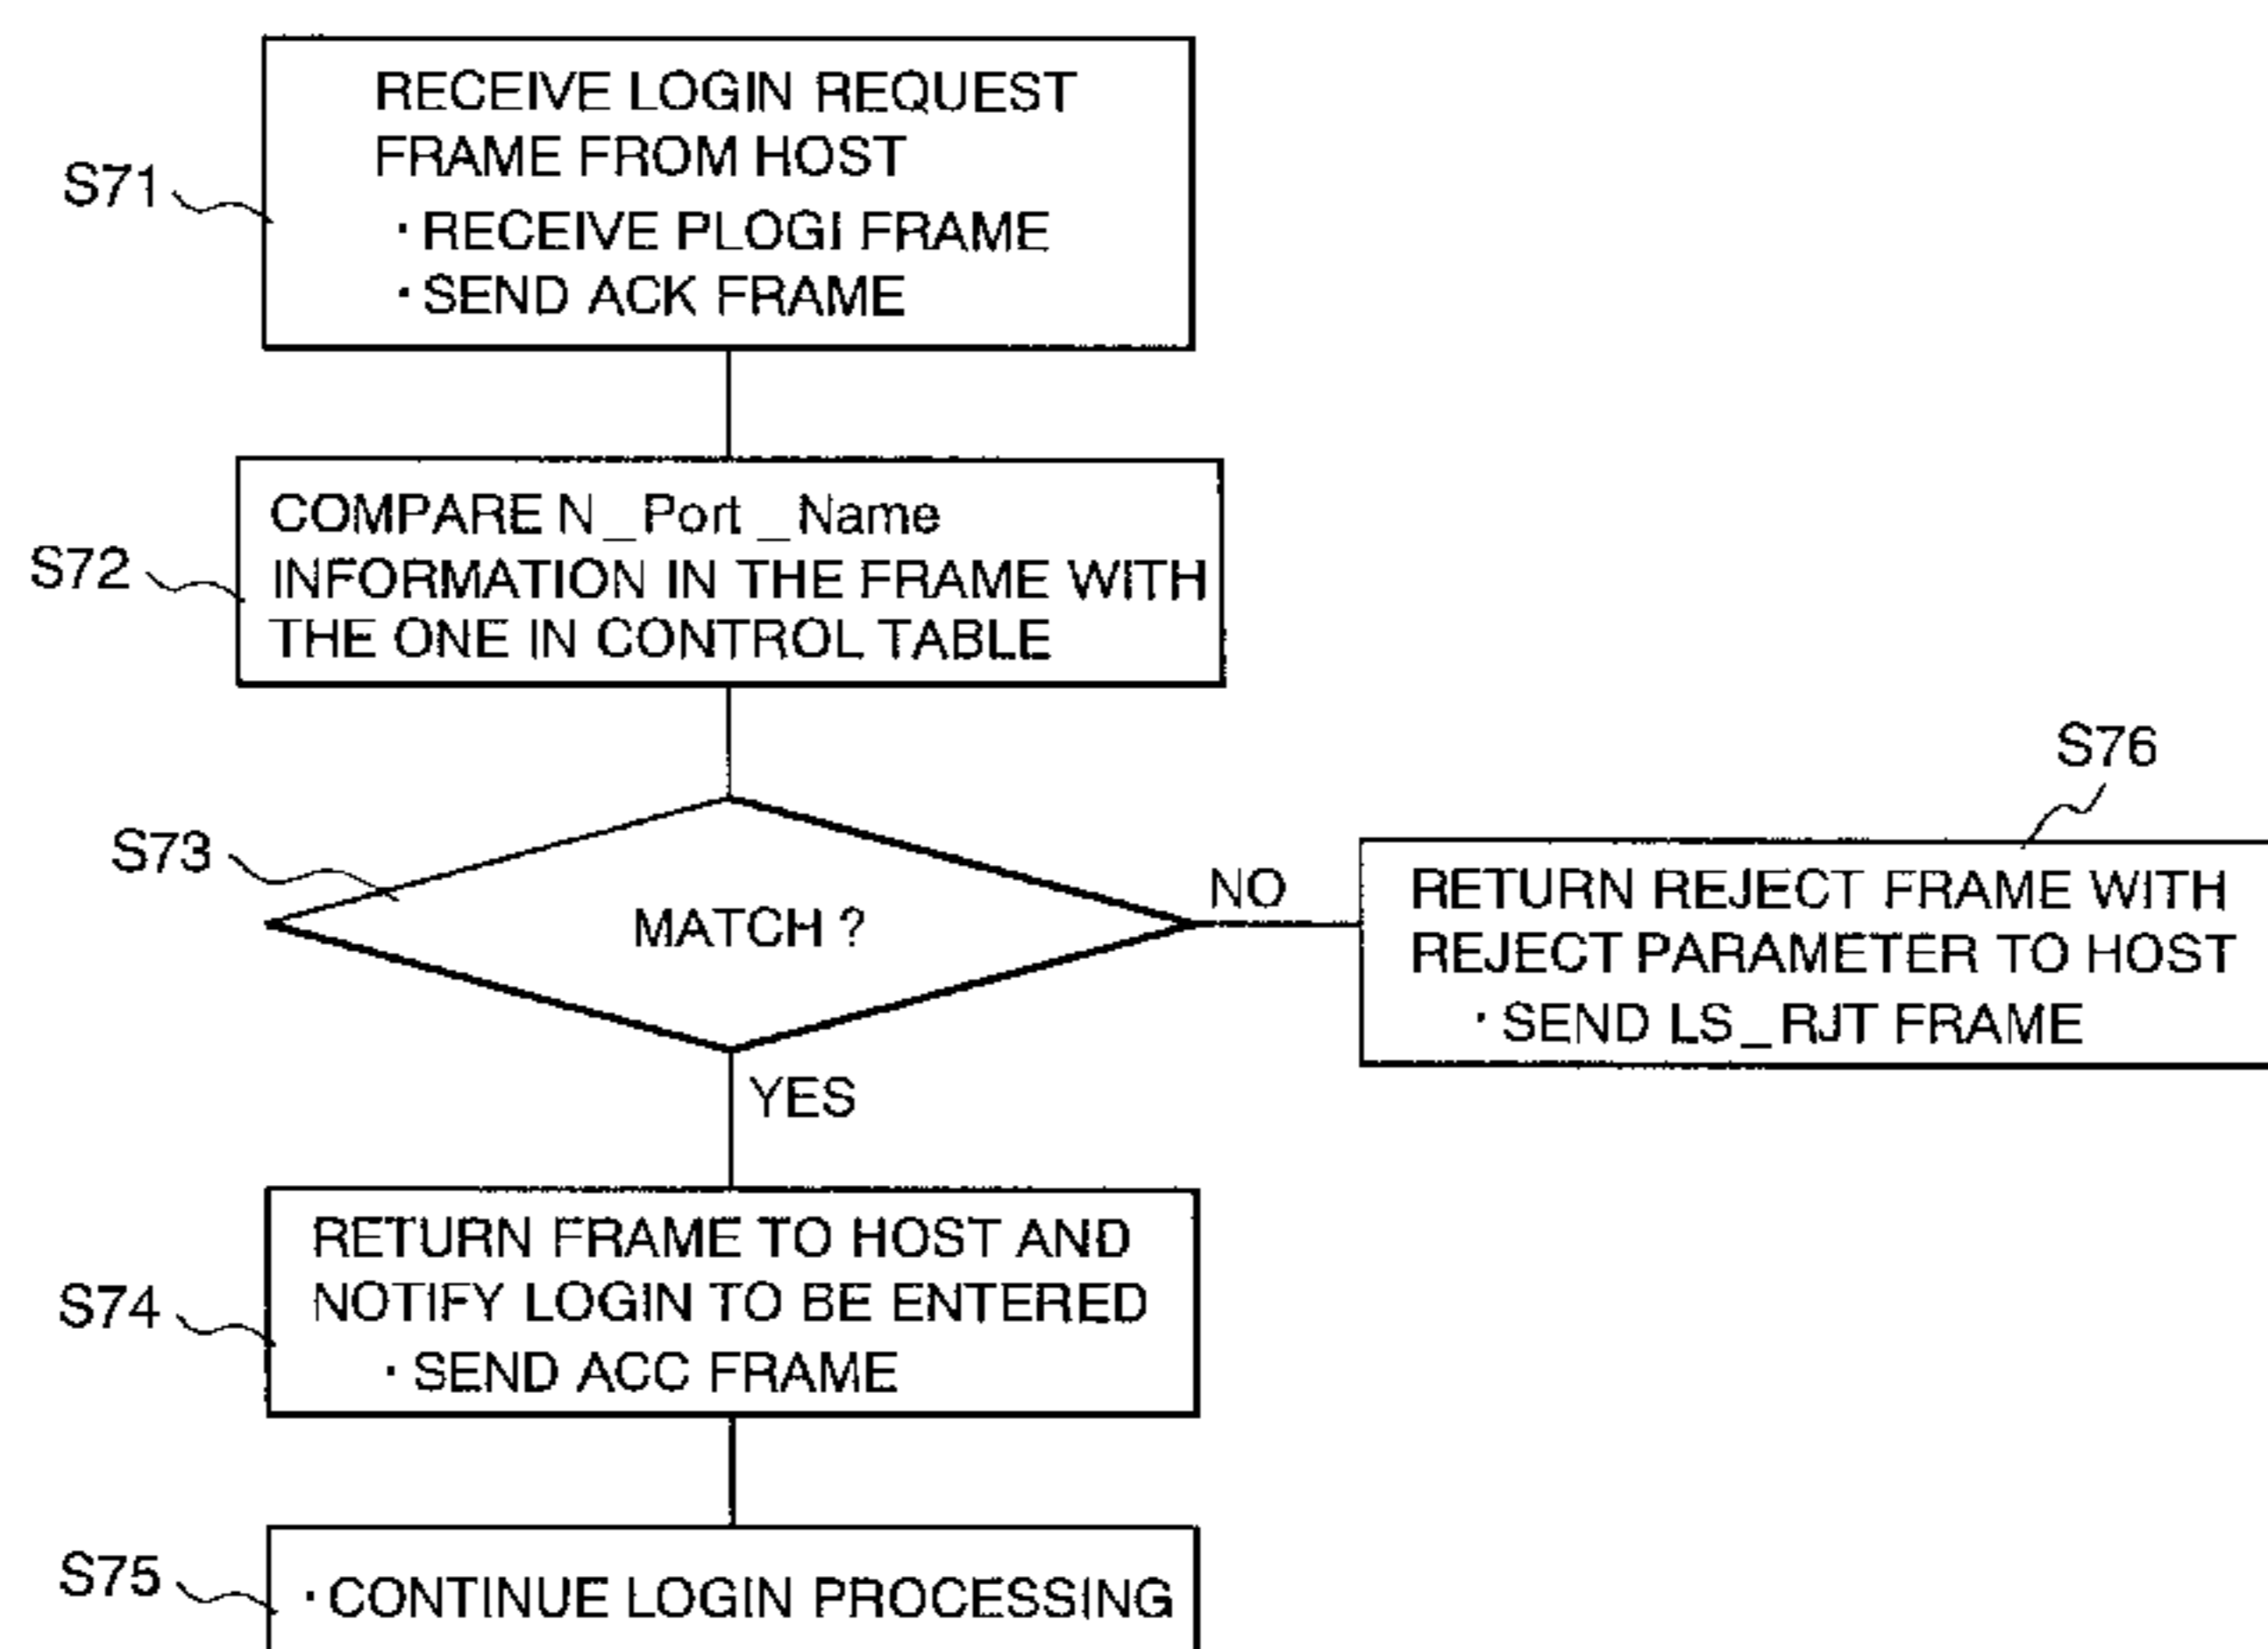 RECEIVE LOGIN REQUEST
FRAME FROM HOST
· RECEIVE PLOGI FRAME
· SEND ACK FRAME
S71
COMPARE N_Port_Name
INFORMATION IN THE FRAME WITH
THE ONE IN CONTROL TABLE
S72
S73
MATCH ?
NO
S76
RETURN REJECT FRAME WITH
REJECT PARAMETER TO HOST
· SEND LS_RJT FRAME
YES
RETURN FRAME TO HOST AND
NOTIFY LOGIN TO BE ENTERED
· SEND ACC FRAME
S74
S75
· CONTINUE LOGIN PROCESSING